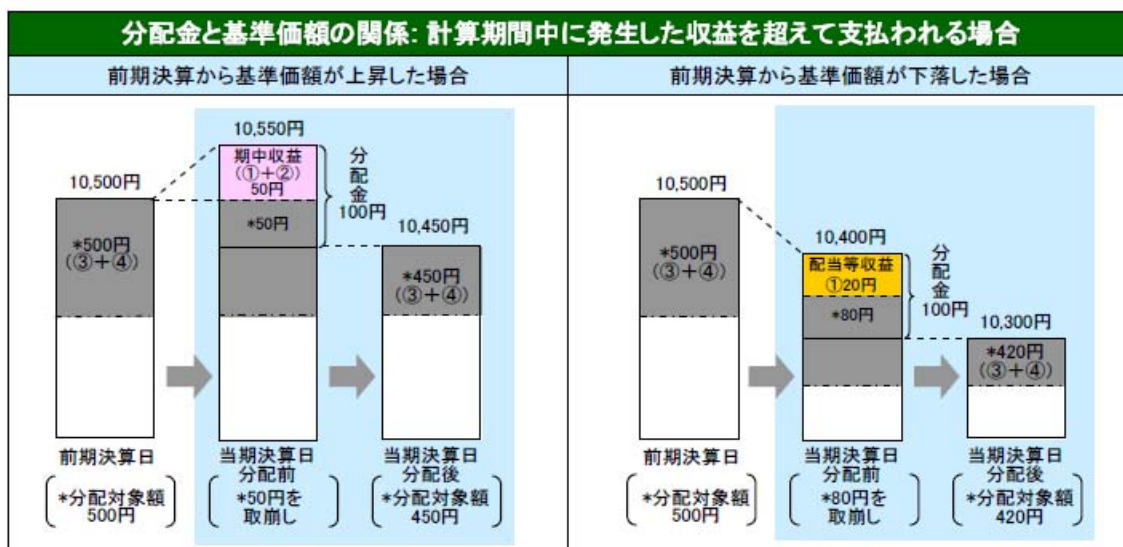 分配金と基準価額の関係: 計算期間中に発生した収益を超えて支払われる場合
前期決算から基準価額が上昇した場合
10,550円
期中収益
(①+②)
50円
分配金
100円
10,500円
*50円
10,450円
*500円
(③+④)
*450円
(③+④)
前期決算日
*分配対象額
500円
当期決算日
分配前
*50円を
取崩し
当期決算日
分配後
*分配対象額
450円
前期決算から基準価額が下落した場合
10,500円
*500円
(③+④)
10,400円
配当等収益
①20円
分配金
100円
*80円
10,300円
*420円
(③+④)
前期決算日
*分配対象額
500円
当期決算日
分配前
*80円を
取崩し
当期決算日
分配後
*分配対象額
420円